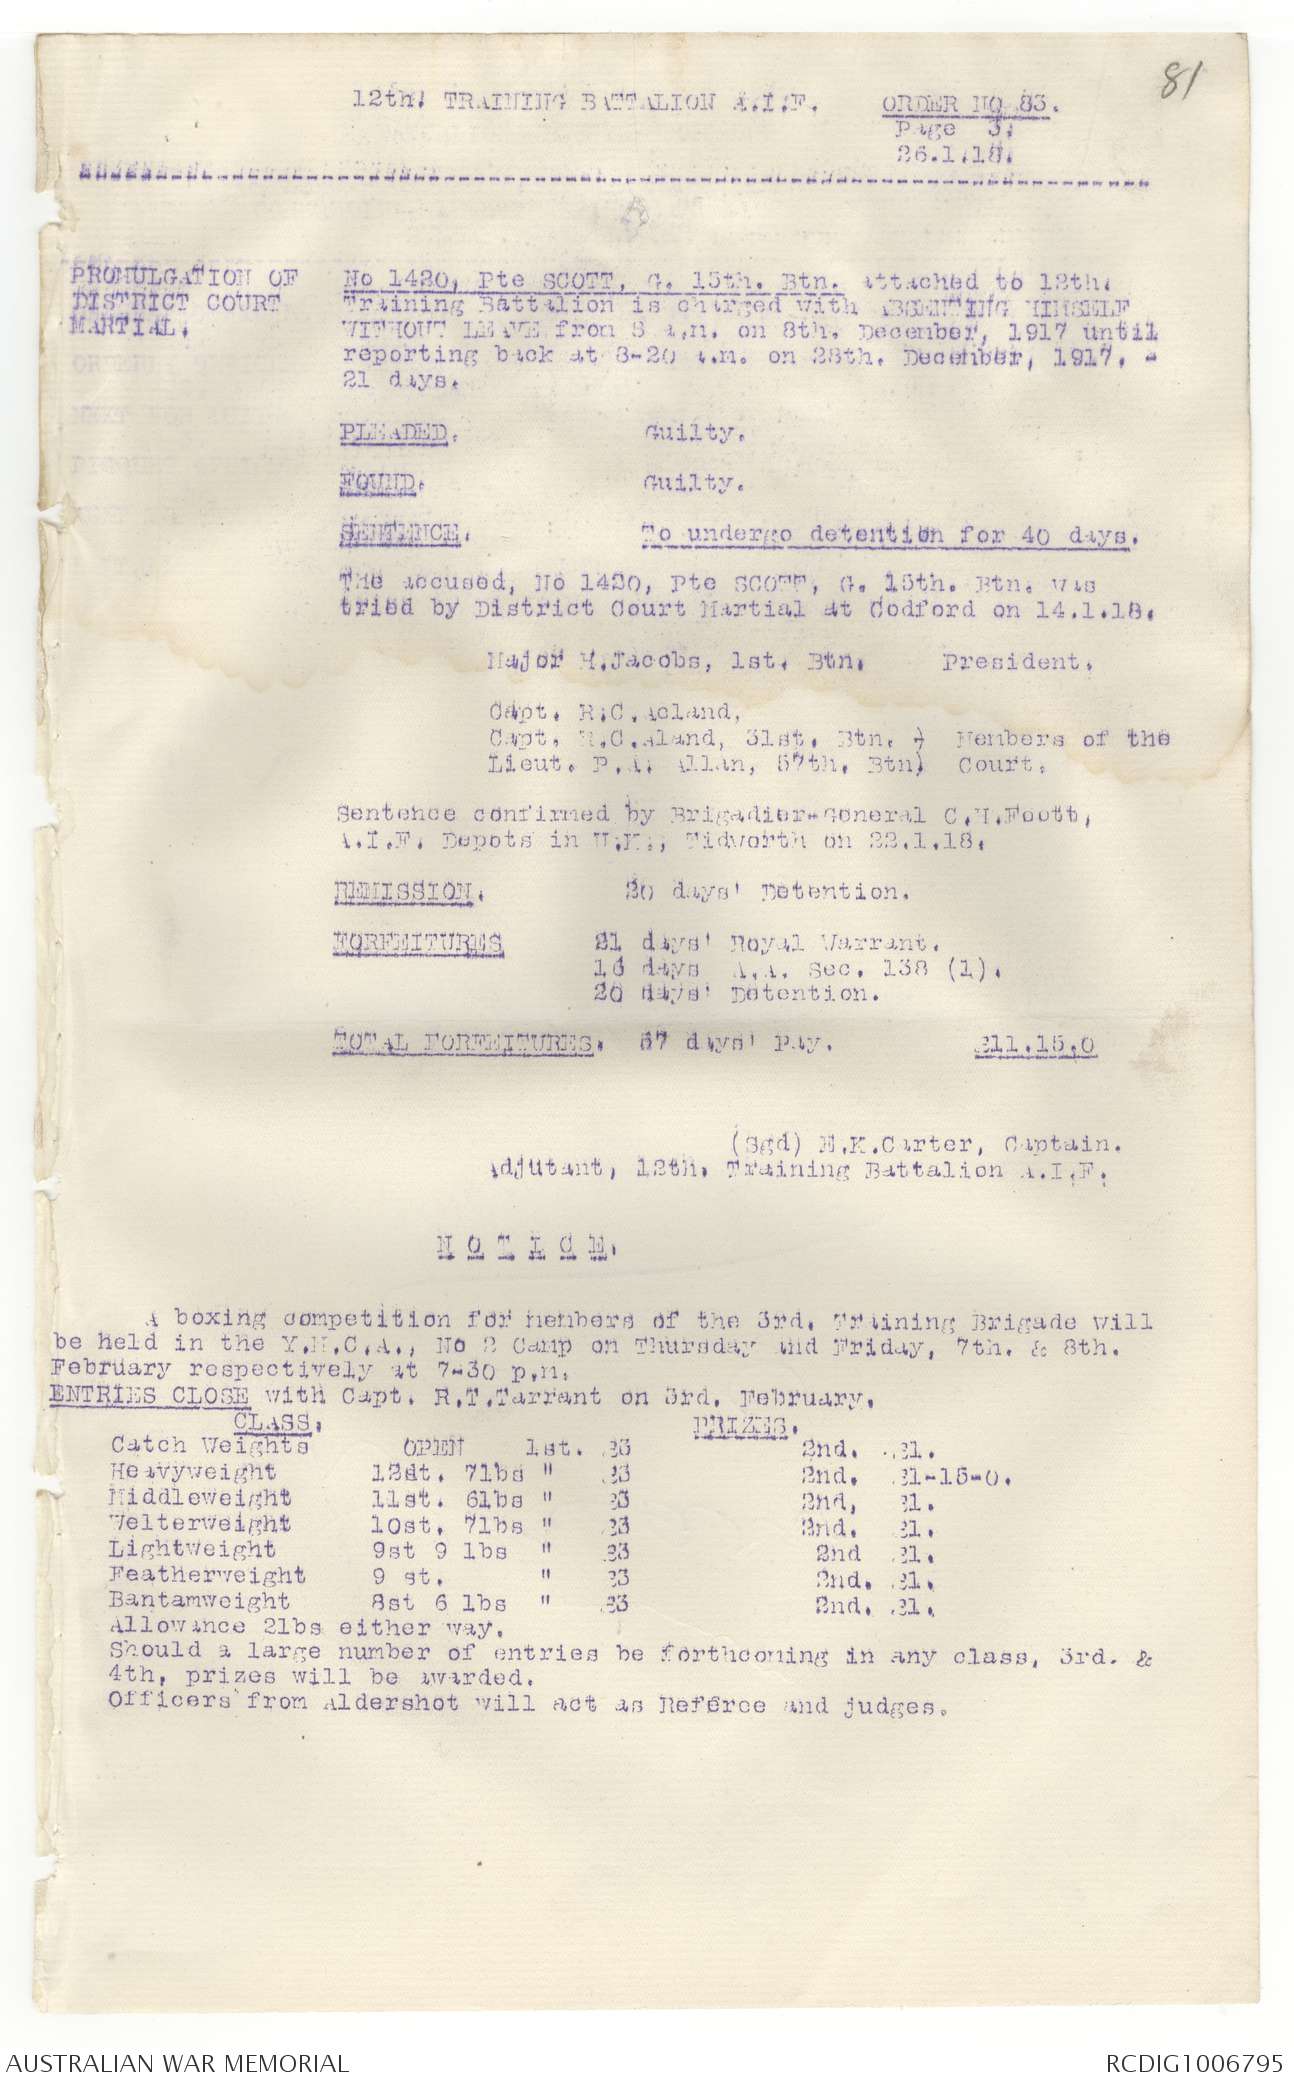 81
12th. TRAINING BATTALION A.I.F. ORDER NO 83.
Page 3.
26.1.18.
PROMULGATION OF
DISTRICT COURT
MARTIAL.
No 1420, Pte SCOTT, G. 15th. Btn. attached to 12th.
Training Battalion is charged with ABSENTING HIMSELF
WITHOUT LEAVE from 8 a.m. on 8th. December, 1917 until
reporting back at 8-20 a.m. on 28th. December, 1917. -
21 days.
PLEADED. Guilty.
FOUND. Guilty.
SENTENCE. To undergo detention for 40 days.
The accused, No 1420, Pte SCOTT, G. 15th. Btn. was
tried by District Court Martial at Codford on 14.1.18.
Major H.Jacobs, 1st. Btn. President.
Capt. R.C.Acland,
Capt. R.C.Aland, 31st. Btn. ) Members of the
Lieut. P.A. Allan, 57th. Btn) Court.
Sentence confirmed by Brigadier-General C.H.Foott,
A.I.F. Depots in U.K., Tidworth on 22.1.18.
REMISSION. 20 days' Detention.
FORFEITURES 21 days' Royal Warrant.
16 days A.A. Sec. 138 (1).
20 days' Detention.
TOTAL FORFEITURES. 57 days' Pay. £11.15.0
(Sgd) E.K.Carter, Captain.
Adjutant, 12th. Training Battalion A.I.F.
N O T I C E.
A boxing competition for members of the 3rd. Training Brigade will
be held in the Y.M.C.A., No 2 Camp on Thursday and Friday, 7th. & 8th.
February respectively at 7-30 p.m.
ENTRIES CLOSE with Capt. R.T.Tarrant on 3rd. February.
CLASS. PRIZES.
Catch Weights OPEN 1st. £3 2nd. £1.
Heavyweight 12st. 7lbs " £3 2nd. £1-15-0.
Middleweight 11st. 6lbs " £3 2nd, £1.
Welterweight 10st. 7lbs " £3 2nd. £1.
Lightweight 9st 9 lbs " £3 2nd £1.
Featherweight 9 st. " £3 2nd. £1.
Bantamweight 8st 6 lbs " £3 2nd. £1.
Allowance 2lbs either way.
Should a large number of entries be forthcoming in any class, 3rd. &
4th, prizes will be awarded.
Officers from Aldershot will act as Referee and judges.
AUSTRALIAN WAR MEMORIAL RCDIG1006795